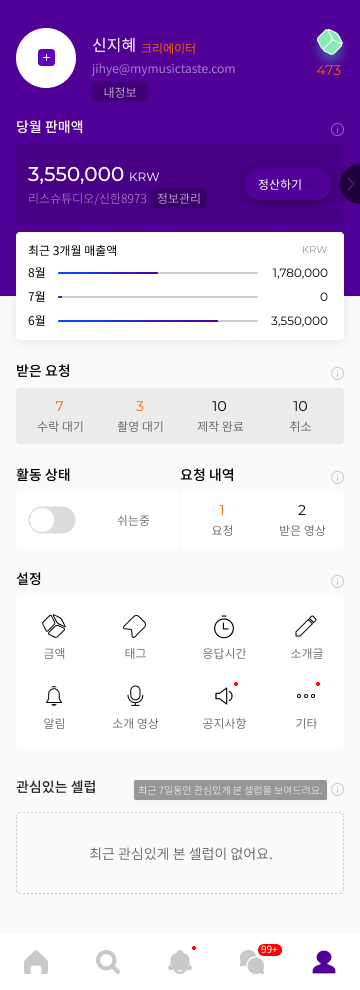 신지혜 크리에이터
jihye@mymusictaste.com
내정보
473
당월 판매액
3,550,000 KRW
정산하기
리스슈튜디오/신한8973 정보관리
최근 3개월 매출액 KRW
8월 1,780,000
7월 0
6월 3,550,000
받은 요청
7 3 10 10
수락 대기 촬영 대기 제작 완료 취소
활동 상태 요청 내역
쉬는중
1 2
요청 받은 영상
설정
금액 태그 응답시간 소개글
알림 소개 영상 공지사항 기타
관심있는 셀럽 최근 7일동안 관심있게 본 셀럽을 보여드려요.
최근 관심있게 본 셀럽이 없어요.
99+